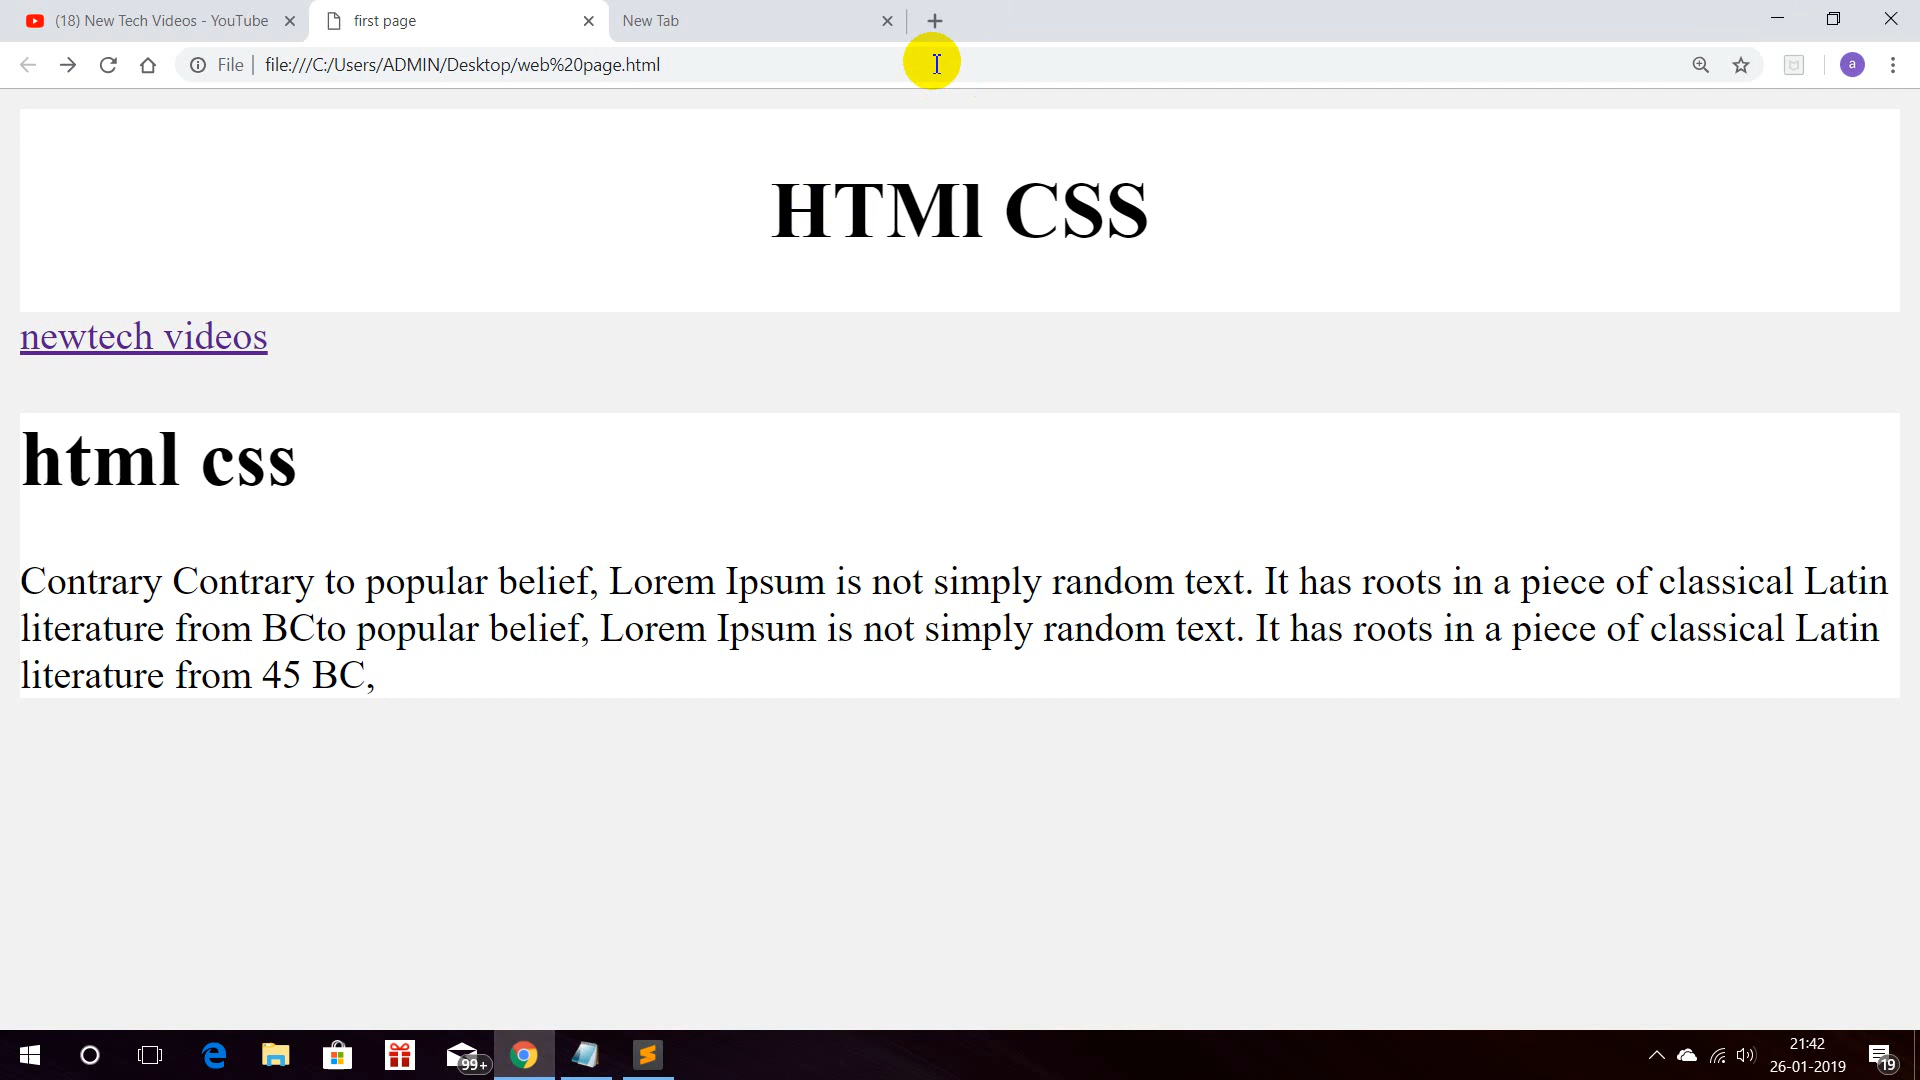 (18) New Tech Videos - YouTube
first page
New Tab
File
file:///C:/Users/ADMIN/Desktop/web%20page.html
a
HTMl CSS
newtech videos
html css
Contrary Contrary to popular belief, Lorem Ipsum is not simply random text. It has roots in a piece of classical Latin
literature from BCto popular belief, Lorem Ipsum is not simply random text. It has roots in a piece of classical Latin
literature from 45 BC,
99+
21:42
26-01-2019
19